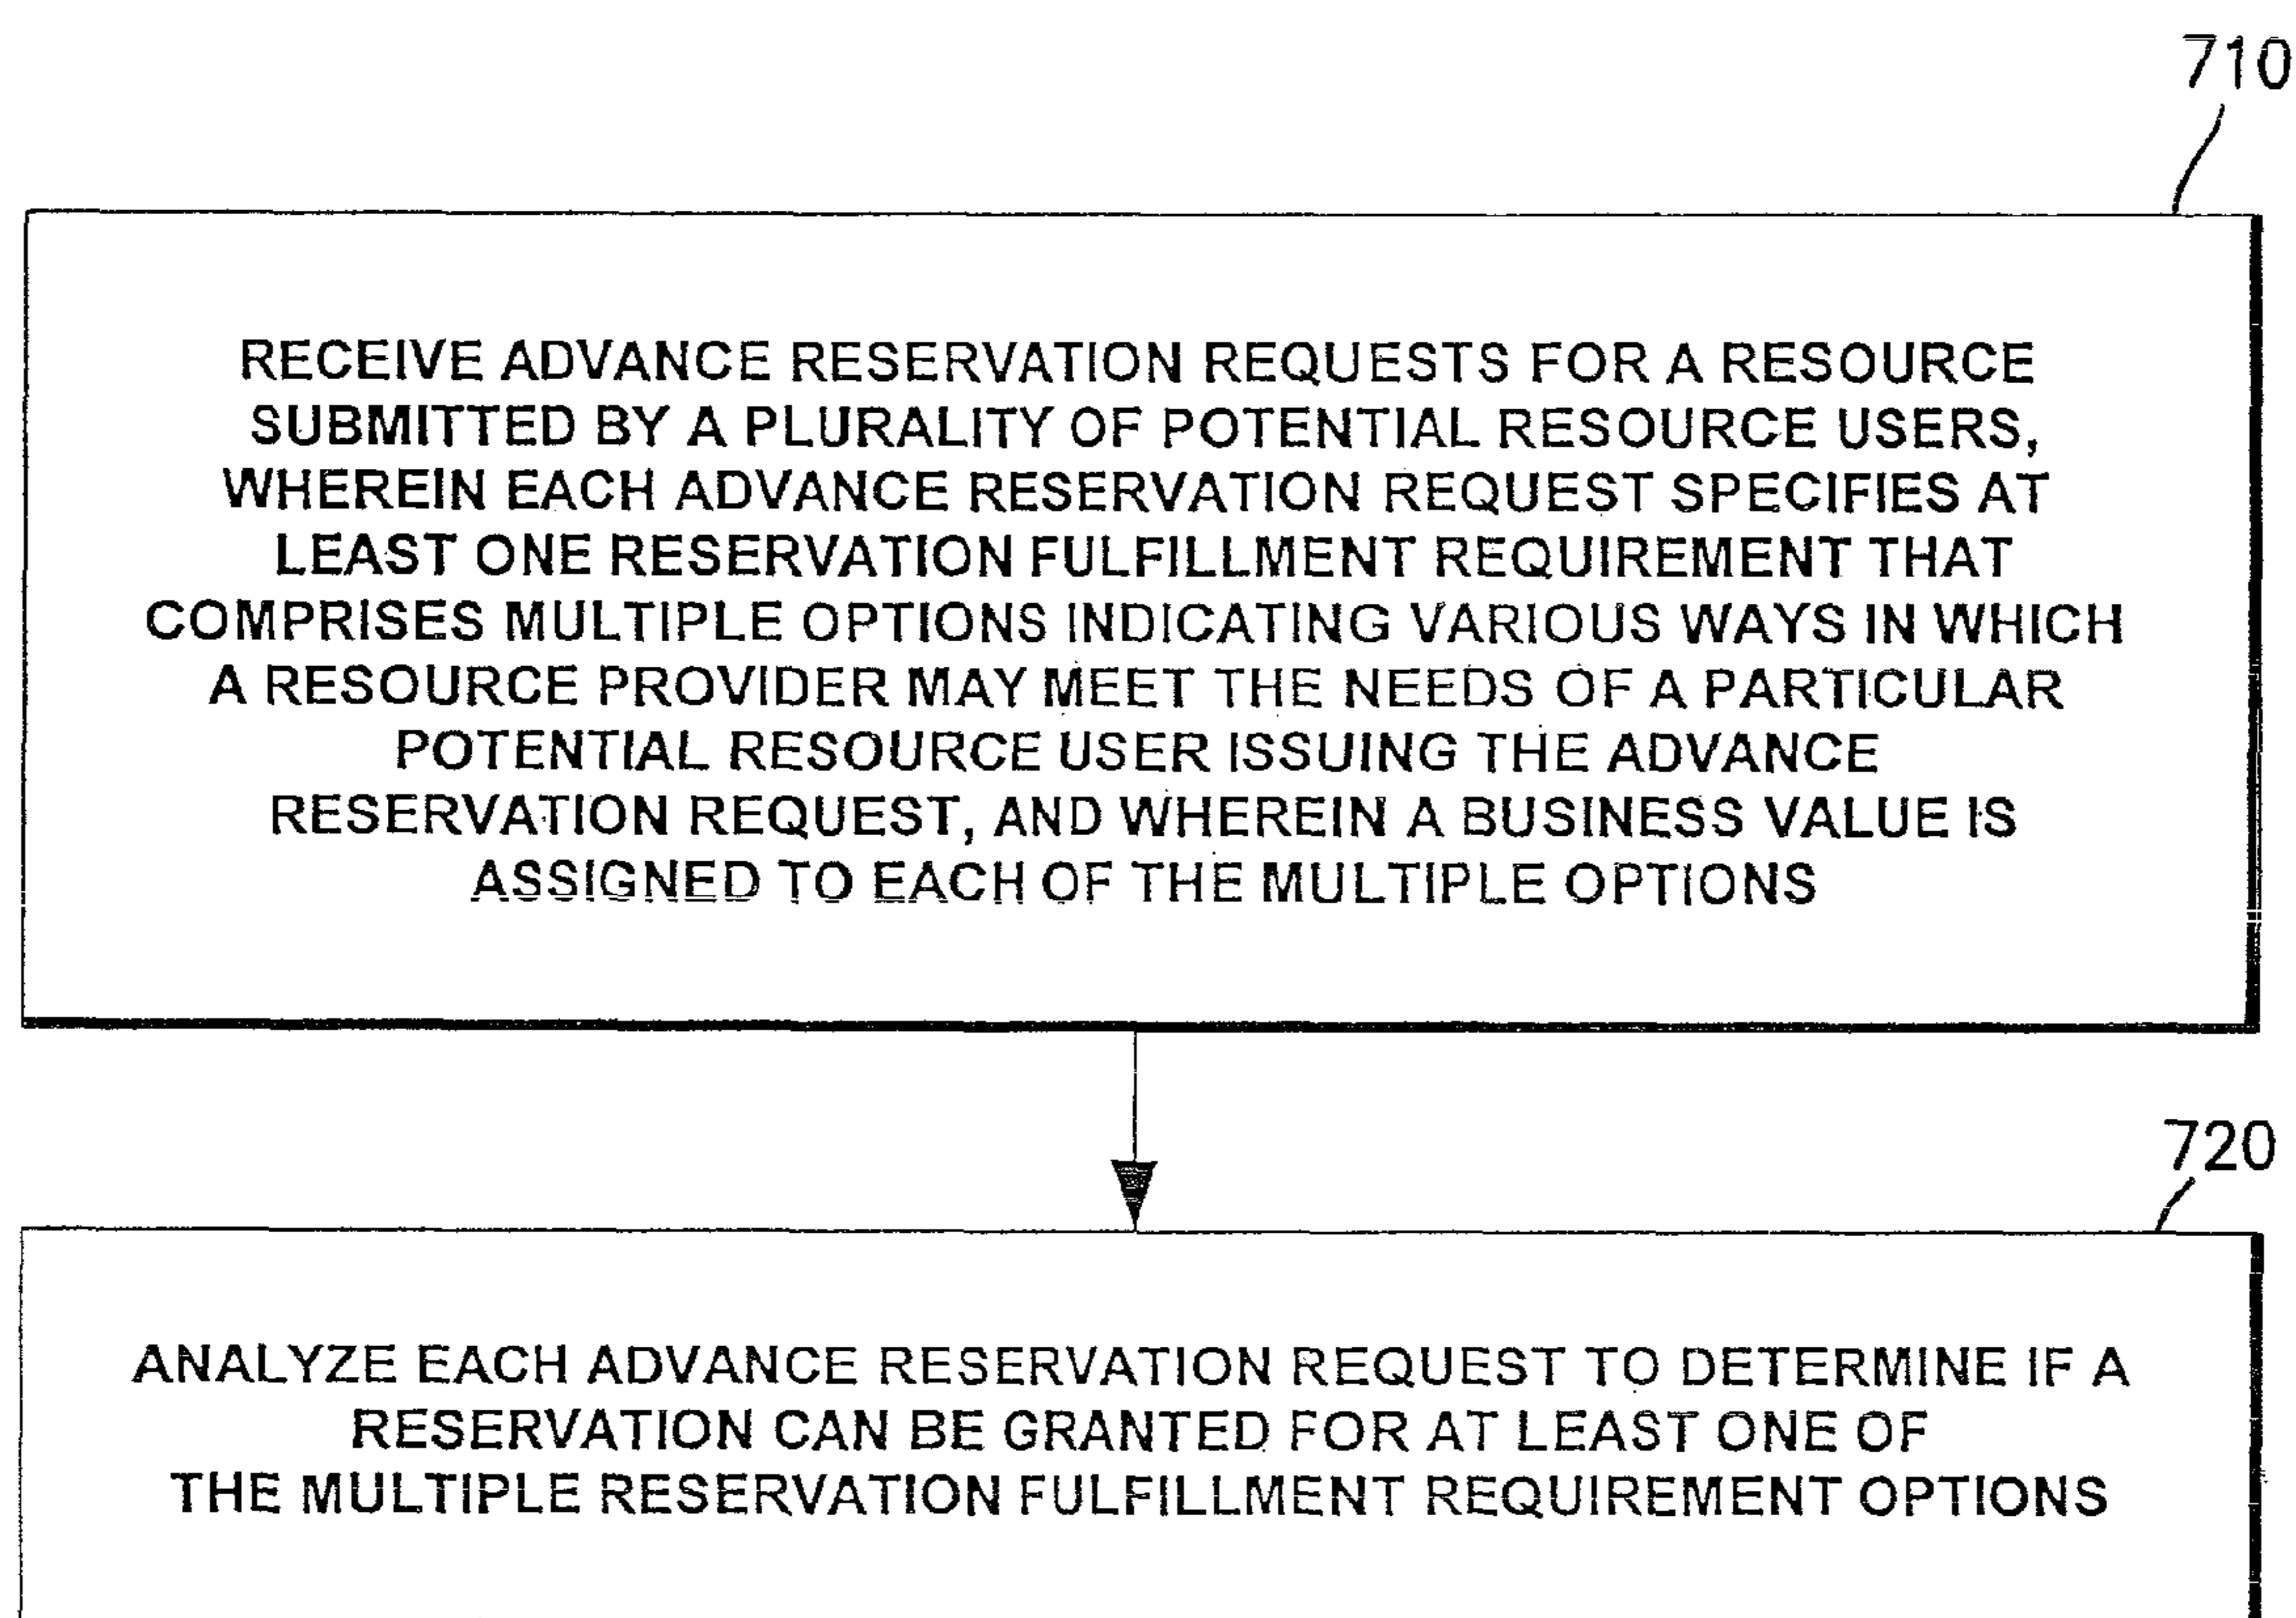 710
RECEIVE ADVANCE RESERVATION REQUESTS FOR A RESOURCE
SUBMITTED BY A PLURALITY OF POTENTIAL RESOURCE USERS,
WHEREIN EACH ADVANCE RESERVATION REQUEST SPECIFIES AT
LEAST ONE RESERVATION FULFILLMENT REQUIREMENT THAT
COMPRISES MULTIPLE OPTIONS INDICATING VARIOUS WAYS IN WHICH
A RESOURCE PROVIDER MAY MEET THE NEEDS OF A PARTICULAR
POTENTIAL RESOURCE USER ISSUING THE ADVANCE
RESERVATION REQUEST, AND WHEREIN A BUSINESS VALUE IS
ASSIGNED TO EACH OF THE MULTIPLE OPTIONS
720
ANALYZE EACH ADVANCE RESERVATION REQUEST TO DETERMINE IF A
RESERVATION CAN BE GRANTED FOR AT LEAST ONE OF
THE MULTIPLE RESERVATION FULFILLMENT REQUIREMENT OPTIONS